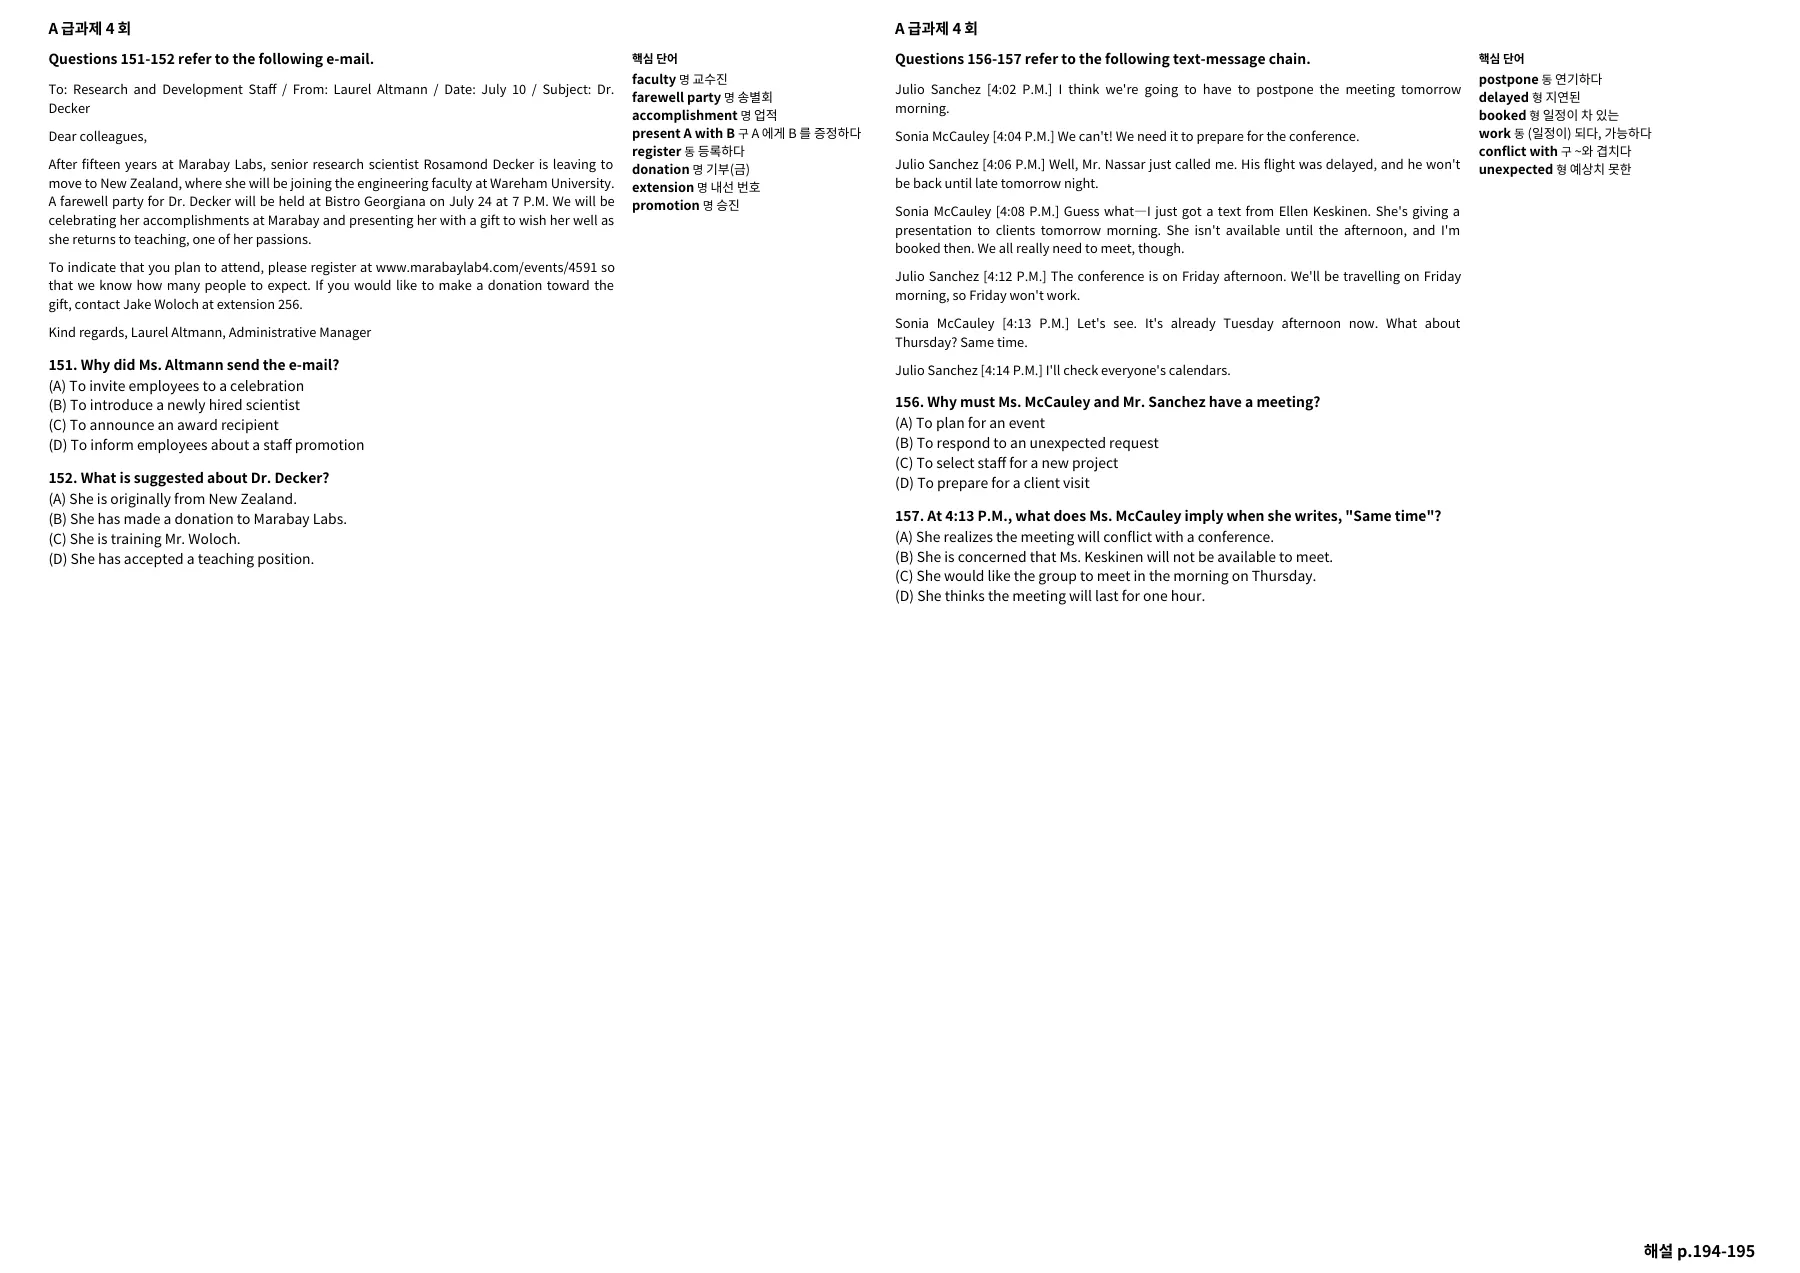 A 급과제 4 회
Questions 151-152 refer to the following e-mail.
To: Research and Development Staff / From: Laurel Altmann / Date: July 10 / Subject: Dr.
Decker
Dear colleagues,
After fifteen years at Marabay Labs, senior research scientist Rosamond Decker is leaving to
move to New Zealand, where she will be joining the engineering faculty at Wareham University.
A farewell party for Dr. Decker will be held at Bistro Georgiana on July 24 at 7 P.M. We will be
celebrating her accomplishments at Marabay and presenting her with a gift to wish her well as
she returns to teaching, one of her passions.
To indicate that you plan to attend, please register at www.marabaylab4.com/events/4591 so
that we know how many people to expect. If you would like to make a donation toward the
gift, contact Jake Woloch at extension 256.
Kind regards, Laurel Altmann, Administrative Manager
151. Why did Ms. Altmann send the e-mail?
(A) To invite employees to a celebration
(B) To introduce a newly hired scientist
(C) To announce an award recipient
(D) To inform employees about a staff promotion
152. What is suggested about Dr. Decker?
(A) She is originally from New Zealand.
(B) She has made a donation to Marabay Labs.
(C) She is training Mr. Woloch.
(D) She has accepted a teaching position.
핵심 단어
faculty 명 교수진
farewell party 명 송별회
accomplishment 명 업적
present A with B 구 A 에게 B 를 증정하다
register 동 등록하다
donation 명 기부(금)
extension 명 내선 번호
promotion 명 승진
A 급과제 4 회
Questions 156-157 refer to the following text-message chain.
Julio Sanchez [4:02 P.M.] I think we're going to have to postpone the meeting tomorrow
morning.
Sonia McCauley [4:04 P.M.] We can't! We need it to prepare for the conference.
Julio Sanchez [4:06 P.M.] Well, Mr. Nassar just called me. His flight was delayed, and he won't
be back until late tomorrow night.
Sonia McCauley [4:08 P.M.] Guess what—I just got a text from Ellen Keskinen. She's giving a
presentation to clients tomorrow morning. She isn't available until the afternoon, and I'm
booked then. We all really need to meet, though.
Julio Sanchez [4:12 P.M.] The conference is on Friday afternoon. We'll be travelling on Friday
morning, so Friday won't work.
Sonia McCauley [4:13 P.M.] Let's see. It's already Tuesday afternoon now. What about
Thursday? Same time.
Julio Sanchez [4:14 P.M.] I'll check everyone's calendars.
156. Why must Ms. McCauley and Mr. Sanchez have a meeting?
(A) To plan for an event
(B) To respond to an unexpected request
(C) To select staff for a new project
(D) To prepare for a client visit
157. At 4:13 P.M., what does Ms. McCauley imply when she writes, "Same time"?
(A) She realizes the meeting will conflict with a conference.
(B) She is concerned that Ms. Keskinen will not be available to meet.
(C) She would like the group to meet in the morning on Thursday.
(D) She thinks the meeting will last for one hour.
핵심 단어
postpone 동 연기하다
delayed 형 지연된
booked 형 일정이 차 있는
work 동 (일정이) 되다, 가능하다
conflict with 구 ~와 겹치다
unexpected 형 예상치 못한
해설 p.194-195